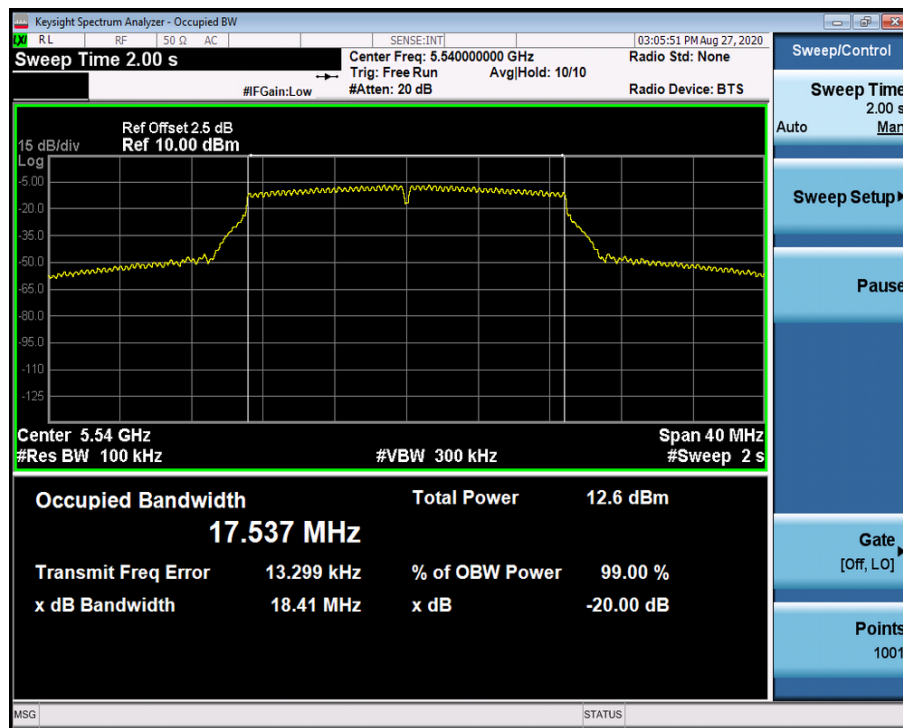 Keysight Spectrum Analyzer - Occupied BW
LXI RL RF 50 Ω AC SENSE:INT 03:05:51 PM Aug 27, 2020
Sweep Time 2.00 s
Center Freq: 5.540000000 GHz Radio Std: None
Trig: Free Run Avg|Hold: 10/10
#IFGain:Low #Atten: 20 dB Radio Device: BTS
Ref Offset 2.5 dB
15 dB/div Ref 10.00 dBm
Log
-5.00
-20.0
-35.0
-50.0
-65.0
-80.0
-95.0
-110
-125
Center 5.54 GHz Span 40 MHz
#Res BW 100 kHz #VBW 300 kHz #Sweep 2 s
Occupied Bandwidth Total Power 12.6 dBm
17.537 MHz
Transmit Freq Error 13.299 kHz % of OBW Power 99.00 %
x dB Bandwidth 18.41 MHz x dB -20.00 dB
MSG STATUS
Sweep/Control
Sweep Time
2.00 s
Auto Man
Sweep Setup
Pause
Gate
[Off, LO]
Points
1001